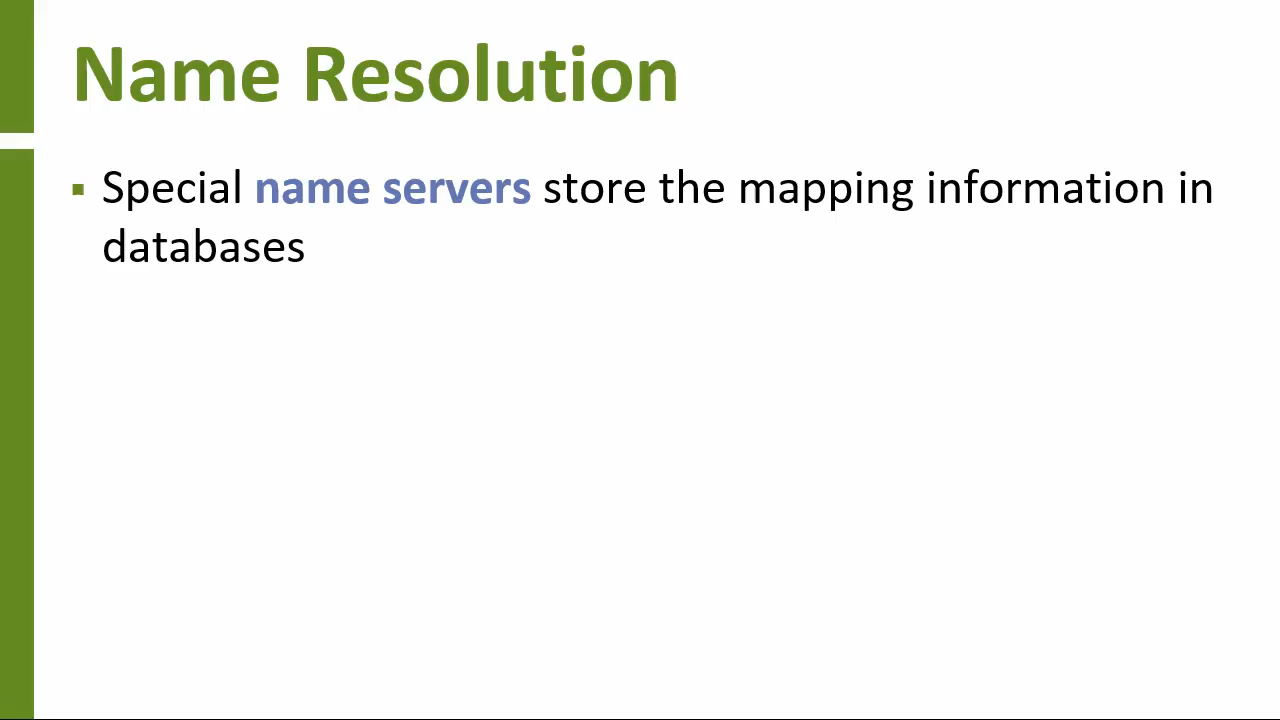 Name Resolution
▪ Special name servers store the mapping information in
databases